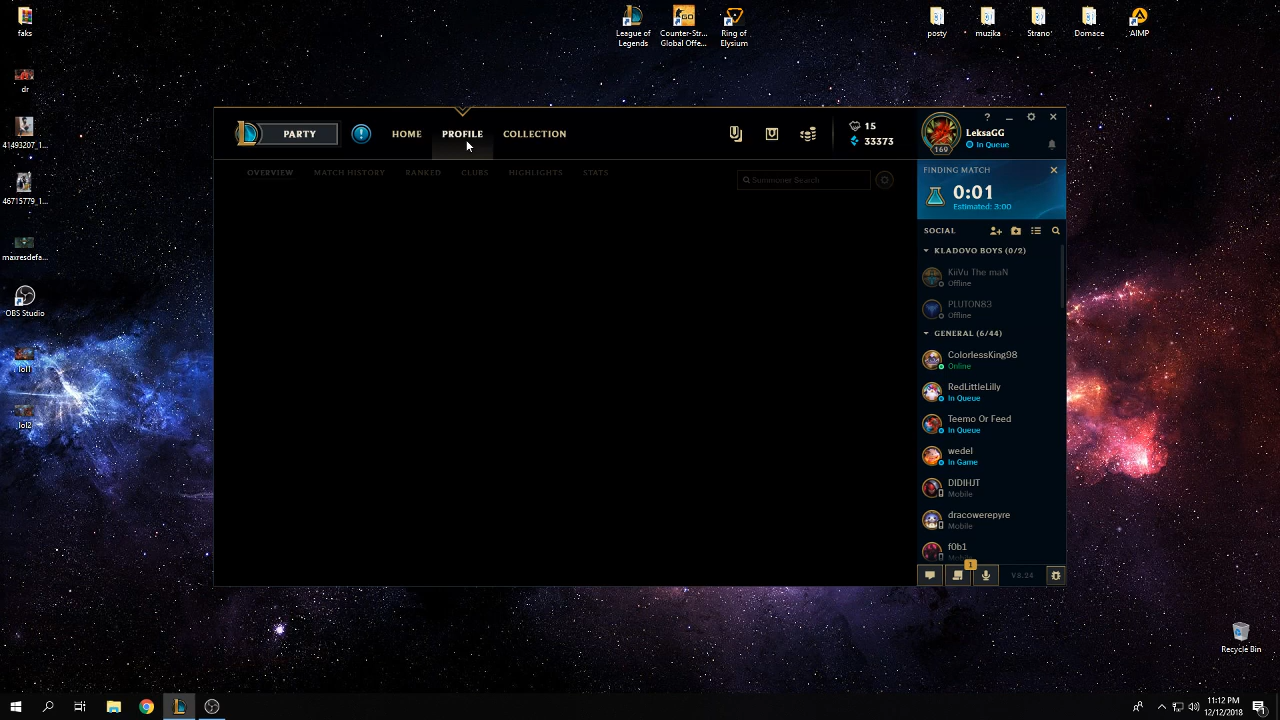 faks
dr
41493207_1...
46715779_1...
maxresdefa...
OBS Studio
lol1
lol2
League of
Legends
Counter-Str...
Global Offe...
Ring of
Elysium
posty
muzika
Strano
Domace
AIMP
PARTY
HOME
PROFILE
COLLECTION
15
33373
169
LeksaGG
In Queue
OVERVIEW
MATCH HISTORY
RANKED
CLUBS
HIGHLIGHTS
STATS
Summoner Search
FINDING MATCH
0:01
Estimated: 3:00
SOCIAL
KLADOVO BOYS (0/2)
KiiVu The maN
Offline
PLUTON83
Offline
GENERAL (6/44)
ColorlessKing98
Online
RedLittleLilly
In Queue
Teemo Or Feed
In Queue
wedel
In Game
DIDIHJT
Mobile
dracowerepyre
Mobile
f0b1
Mobile
1
V8.24
Recycle Bin
11:12 PM
12/12/2018
1